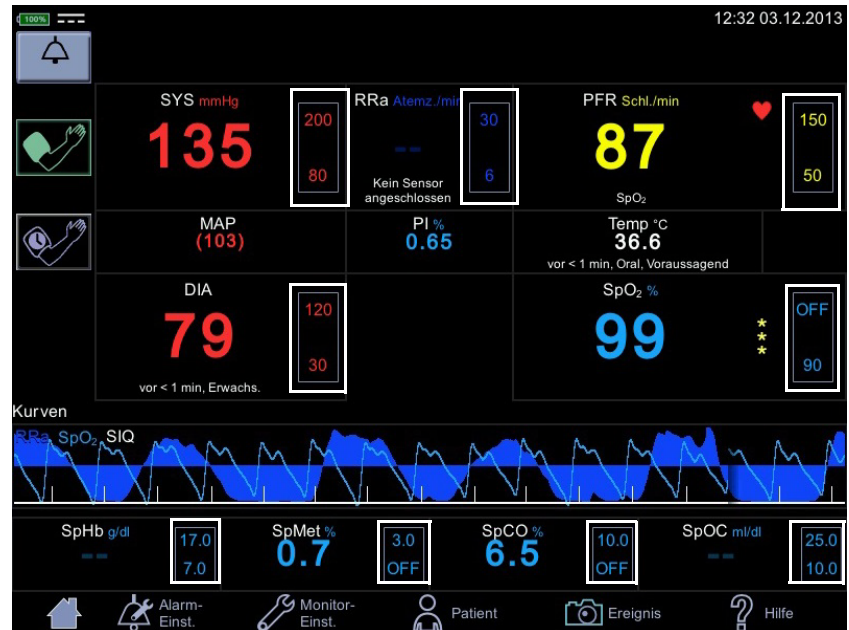 100%
12:32 03.12.2013
SYS mmHg
135
200
80
RRa Atemz./min
--
Kein Sensor
angeschlossen
30
6
PFR Schl./min
87
SpO₂
150
50
MAP
(103)
PI %
0.65
Temp °C
36.6
vor < 1 min, Oral, Voraussagend
DIA
79
vor < 1 min, Erwachs.
120
30
SpO₂ %
99
***
OFF
90
Kurven
RRa SpO₂ SIQ
SpHb g/dl
--
17.0
7.0
SpMet %
0.7
3.0
OFF
SpCO %
6.5
10.0
OFF
SpOC ml/dl
--
25.0
10.0
Alarm-
Einst.
Monitor-
Einst.
Patient
Ereignis
Hilfe